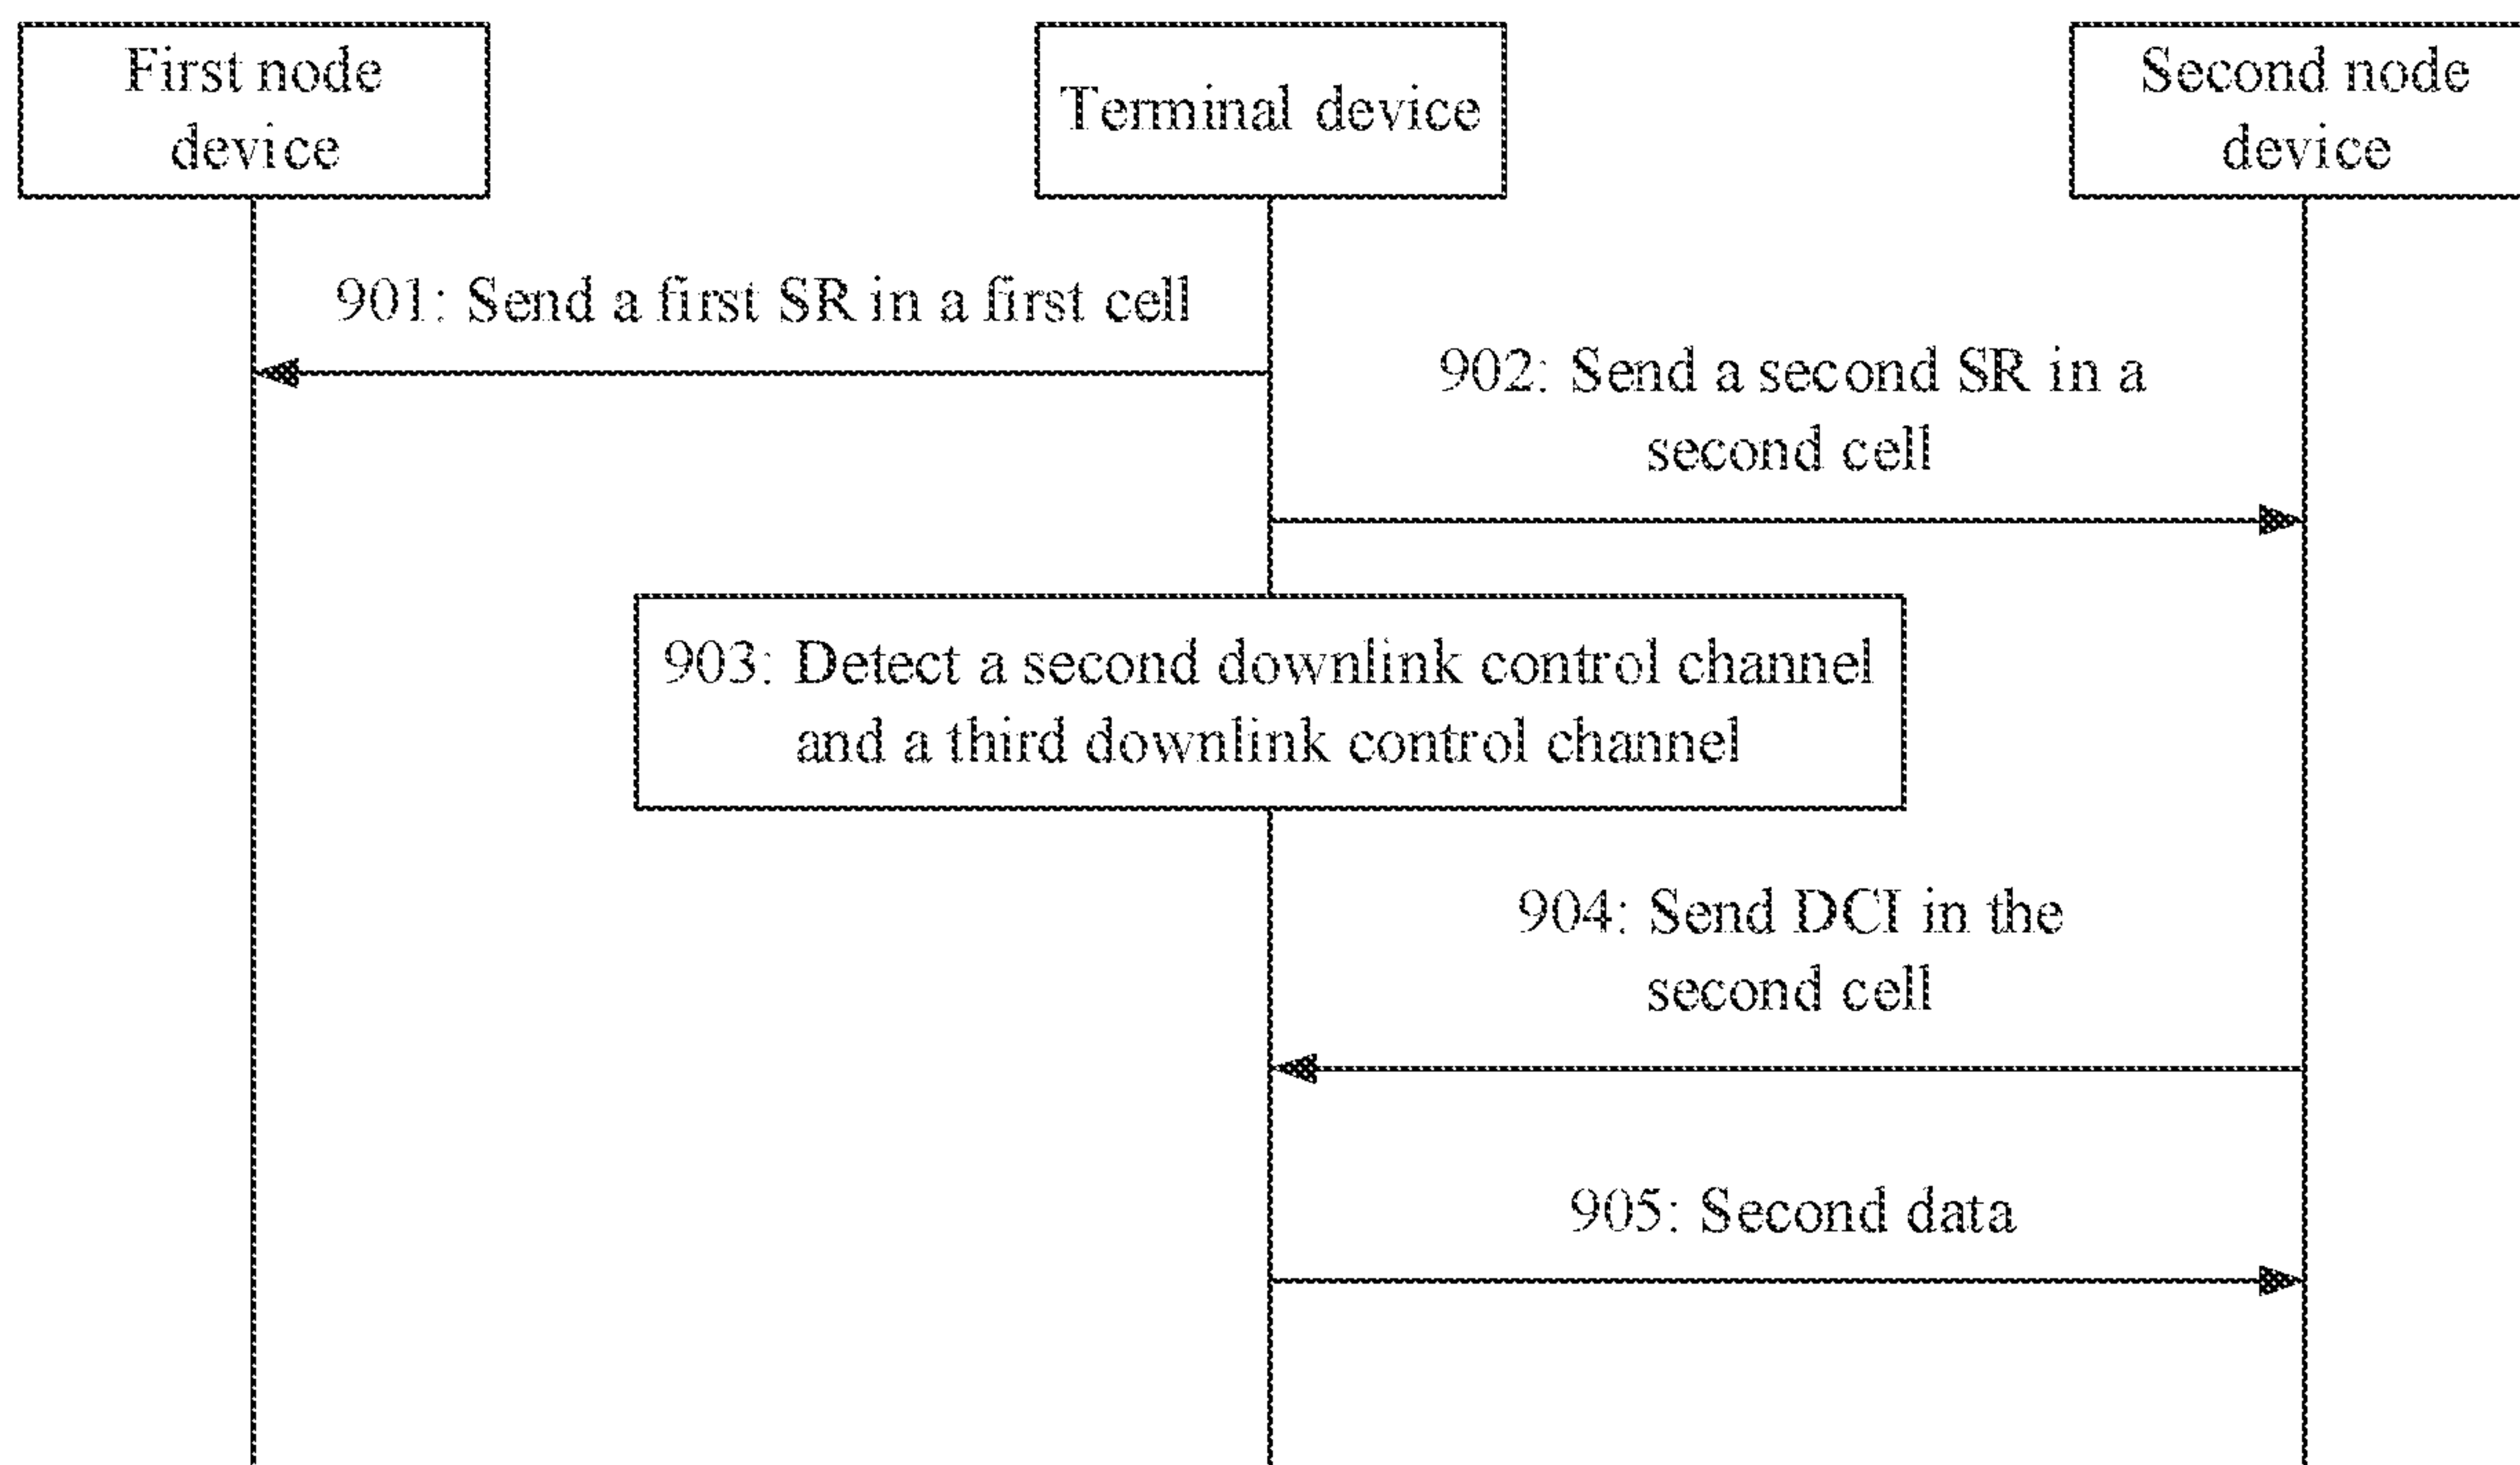 First node
device
Terminal device
Second node
device
901: Send a first SR in a first cell
902: Send a second SR in a
second cell
903: Detect a second downlink control channel
and a third downlink control channel
904: Send DCI in the
second cell
905: Second data